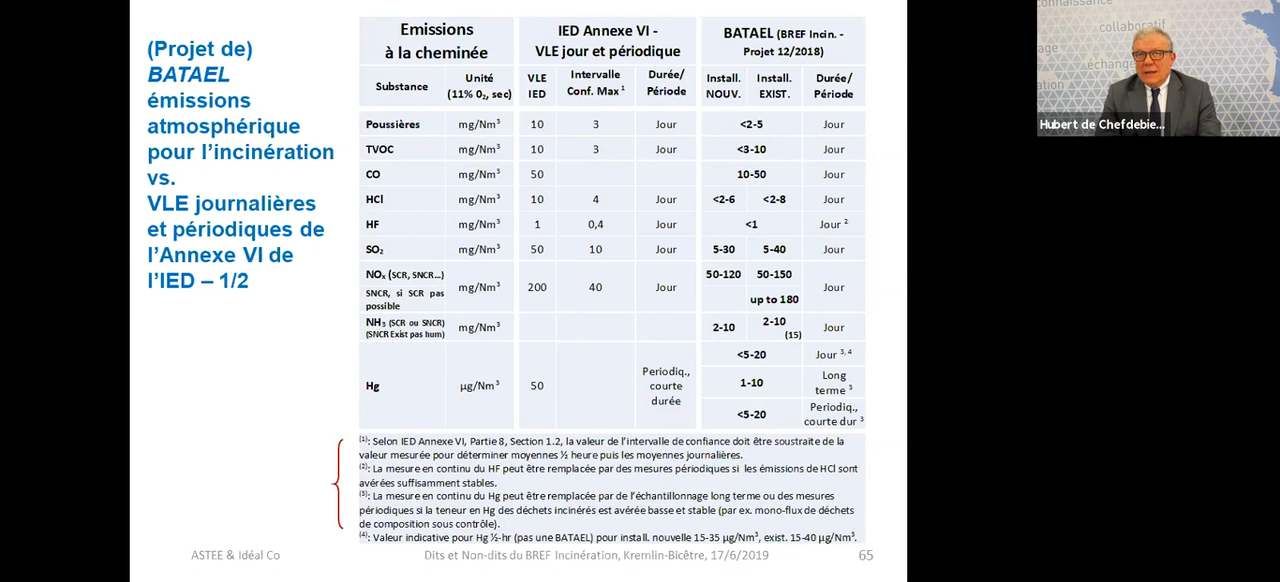 (Projet de)
BATAEL
émissions
atmosphérique
pour l’incinération
vs.
VLE journalières
et périodiques de
l’Annexe VI de
l’IED – 1/2
Emissions à la cheminée | IED Annexe VI - VLE jour et périodique | BATAEL (BREF Incin. - Projet 12/2018)
Substance | Unité (11% 0₂, sec) | VLE IED | Intervalle Conf. Max ¹ | Durée/ Période | Install. NOUV. | Install. EXIST. | Durée/ Période
Poussières mg/Nm³ 10 3 Jour <2-5 Jour
TVOC mg/Nm³ 10 3 Jour <3-10 Jour
CO mg/Nm³ 50 10-50 Jour
HCl mg/Nm³ 10 4 Jour <2-6 <2-8 Jour
HF mg/Nm³ 1 0,4 Jour <1 Jour ²
SO₂ mg/Nm³ 50 10 Jour 5-30 5-40 Jour
NOₓ (SCR, SNCR…) mg/Nm³ 200 40 Jour 50-120 50-150 Jour
SNCR, si SCR pas possible up to 180
NH₃ (SCR ou SNCR) (SNCR Exist pas hum) mg/Nm³ 2-10 2-10 (15) Jour
Hg µg/Nm³ 50 Periodiq., courte durée <5-20 Jour ³,⁴
1-10 Long terme ³
<5-20 Periodiq., courte dur ³
(1): Selon IED Annexe VI, Partie 8, Section 1.2, la valeur de l’intervalle de confiance doit être soustraite de la
valeur mesurée pour déterminer moyennes ½ heure puis les moyennes journalières.
(2): La mesure en continu du HF peut être remplacée par des mesures périodiques si les émissions de HCl sont
avérées suffisamment stables.
(3): La mesure en continu du Hg peut être remplacée par de l’échantillonnage long terme ou des mesures
périodiques si la teneur en Hg des déchets incinérés est avérée basse et stable (par ex. mono-flux de déchets
de composition sous contrôle).
(4): Valeur indicative pour Hg ½-hr (pas une BATAEL) pour install. nouvelle 15-35 µg/Nm³, exist. 15-40 µg/Nm³.
ASTEE & Idéal Co
Dits et Non-dits du BREF Incinération, Kremlin-Bicêtre, 17/6/2019
65
collaboratif
échange
Hubert de Chefdebie...